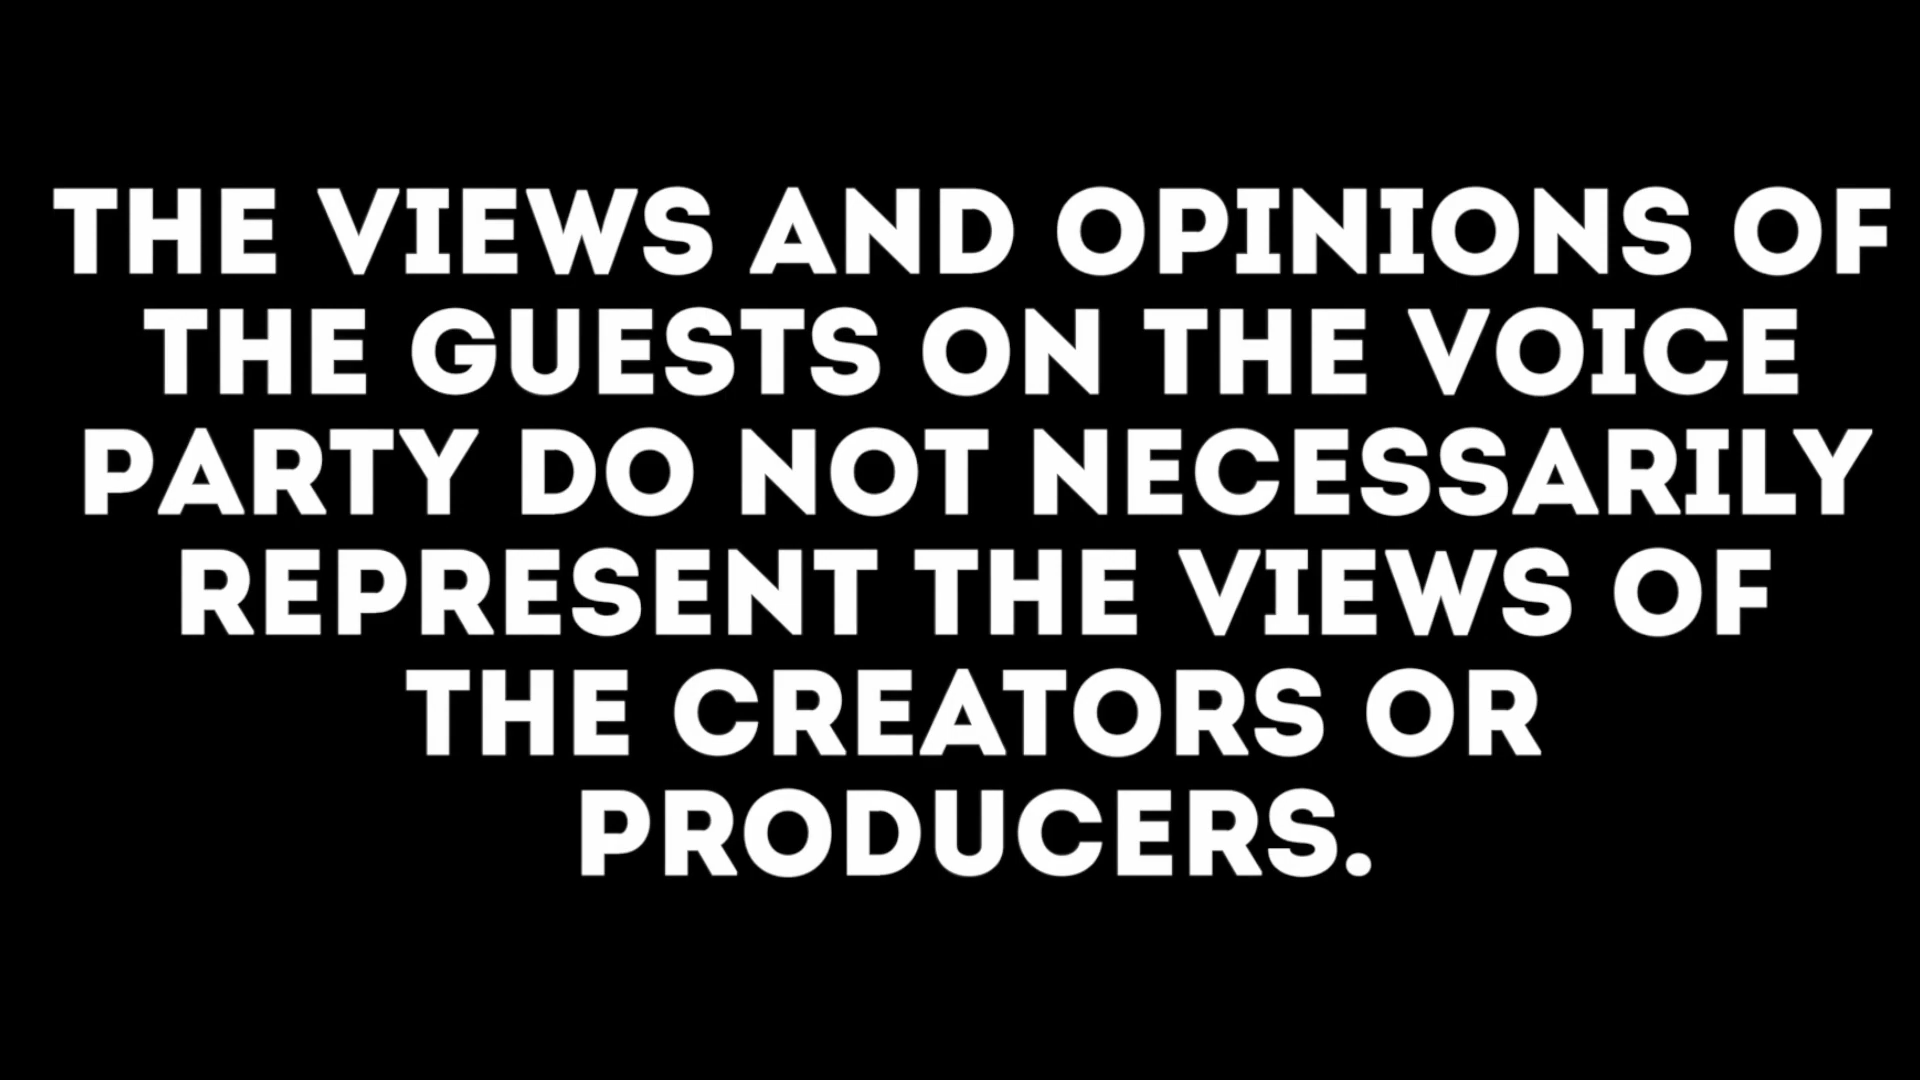 THE VIEWS AND OPINIONS OF
THE GUESTS ON THE VOICE
PARTY DO NOT NECESSARILY
REPRESENT THE VIEWS OF
THE CREATORS OR
PRODUCERS.